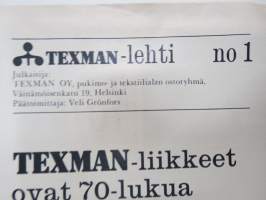 TEXMAN-lehti no 1
Julkaisija:
TEXMAN OY, pukimo- ja tekstiilialan ostoryhmä,
Väinämöisenkatu 19, Helsinki
Päätoimittaja: Veli Grönfors
TEXMAN-liikkeet
ovat 70-lukua